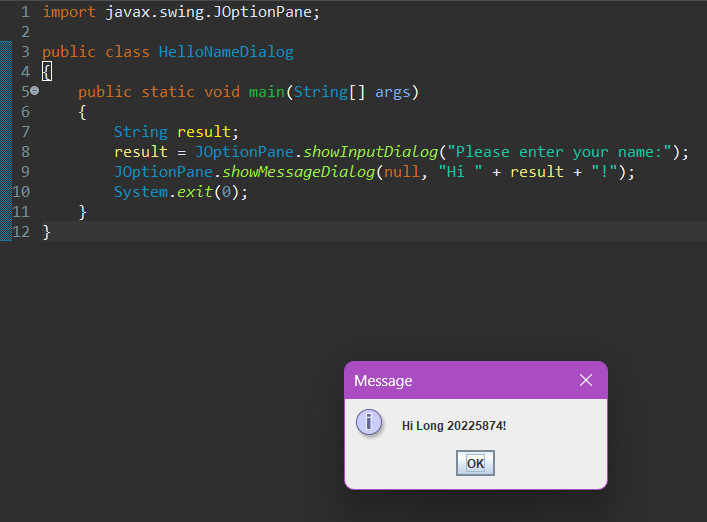 1 import javax.swing.JOptionPane;
2
3 public class HelloNameDialog
4 {
5 public static void main(String[] args)
6 {
7 String result;
8 result = JOptionPane.showInputDialog("Please enter your name:");
9 JOptionPane.showMessageDialog(null, "Hi " + result + "!");
10 System.exit(0);
11 }
12 }
Message
i
Hi Long 20225874!
OK